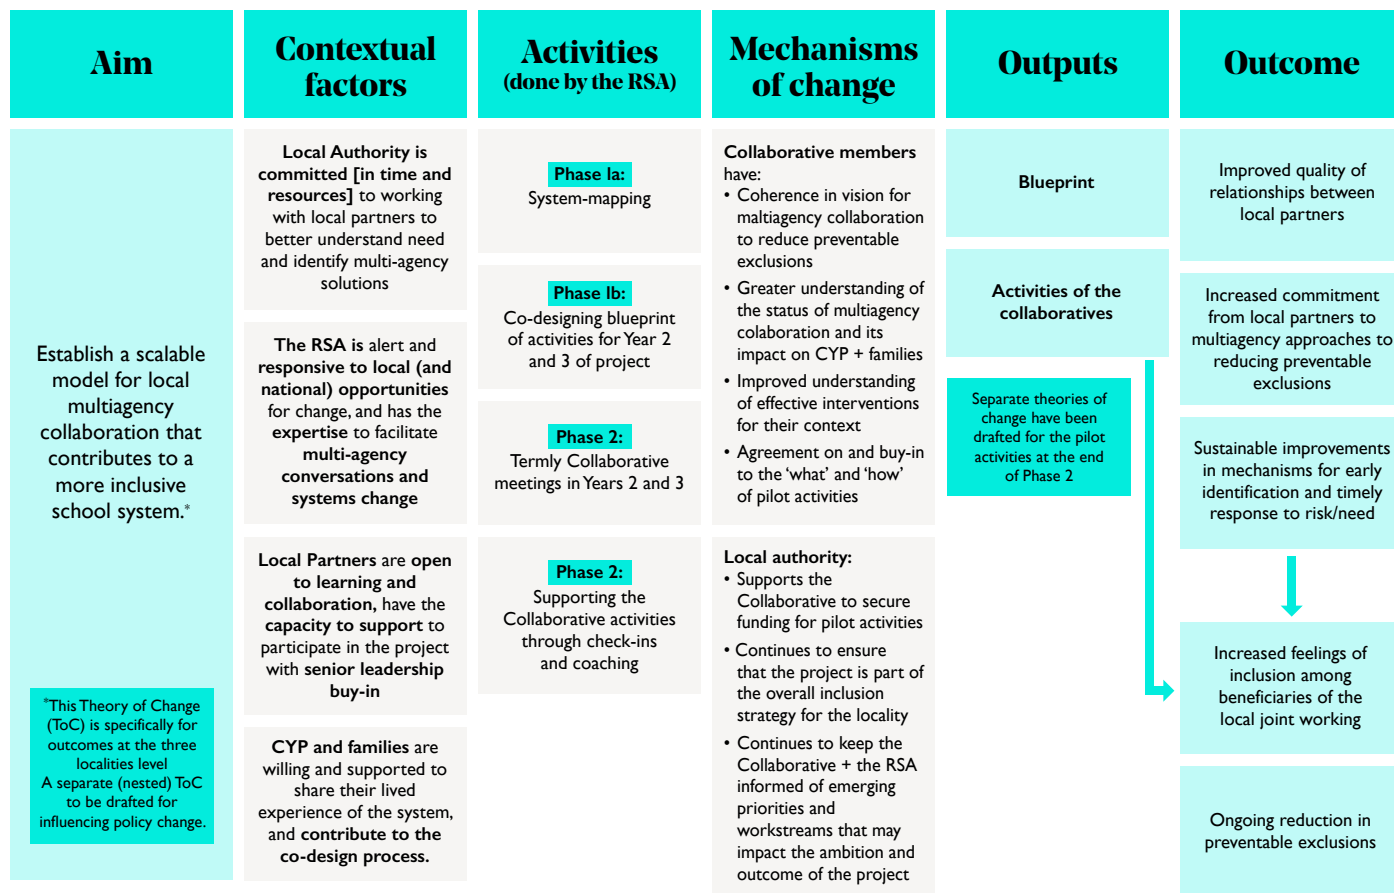 Aim
Establish a scalable
model for local
multiagency
collaboration that
contributes to a
more inclusive
school system.*
*This Theory of Change
(ToC) is specifically for
outcomes at the three
localities level
A separate (nested) ToC
to be drafted for
influencing policy change.
Contextual
factors
Local Authority is
committed [in time and
resources] to working
with local partners to
better understand need
and identify multi-agency
solutions
The RSA is alert and
responsive to local (and
national) opportunities
for change, and has the
expertise to facilitate
multi-agency
conversations and
systems change
Local Partners are open
to learning and
collaboration, have the
capacity to support to
participate in the project
with senior leadership
buy-in
CYP and families are
willing and supported to
share their lived
experience of the system,
and contribute to the
co-design process.
Activities
(done by the RSA)
Phase 1a:
System-mapping
Phase 1b:
Co-designing blueprint
of activities for Year 2
and 3 of project
Phase 2:
Termly Collaborative
meetings in Years 2 and 3
Phase 2:
Supporting the
Collaborative activities
through check-ins
and coaching
Mechanisms
of change
Collaborative members
have:
• Coherence in vision for
maltiagency collaboration
to reduce preventable
exclusions
• Greater understanding of
the status of multiagency
colaboration and its
impact on CYP + families
• Improved understanding
of effective interventions
for their context
• Agreement on and buy-in
to the ‘what’ and ‘how’
of pilot activities
Local authority:
• Supports the
Collaborative to secure
funding for pilot activities
• Continues to ensure
that the project is part of
the overall inclusion
strategy for the locality
• Continues to keep the
Collaborative + the RSA
informed of emerging
priorities and
workstreams that may
impact the ambition and
outcome of the project
Outputs
Blueprint
Activities of the
collaboratives
Separate theories of
change have been
drafted for the pilot
activities at the end
of Phase 2
Outcome
Improved quality of
relationships between
local partners
Increased commitment
from local partners to
multiagency approaches to
reducing preventable
exclusions
Sustainable improvements
in mechanisms for early
identification and timely
response to risk/need
Increased feelings of
inclusion among
beneficiaries of the
local joint working
Ongoing reduction in
preventable exclusions